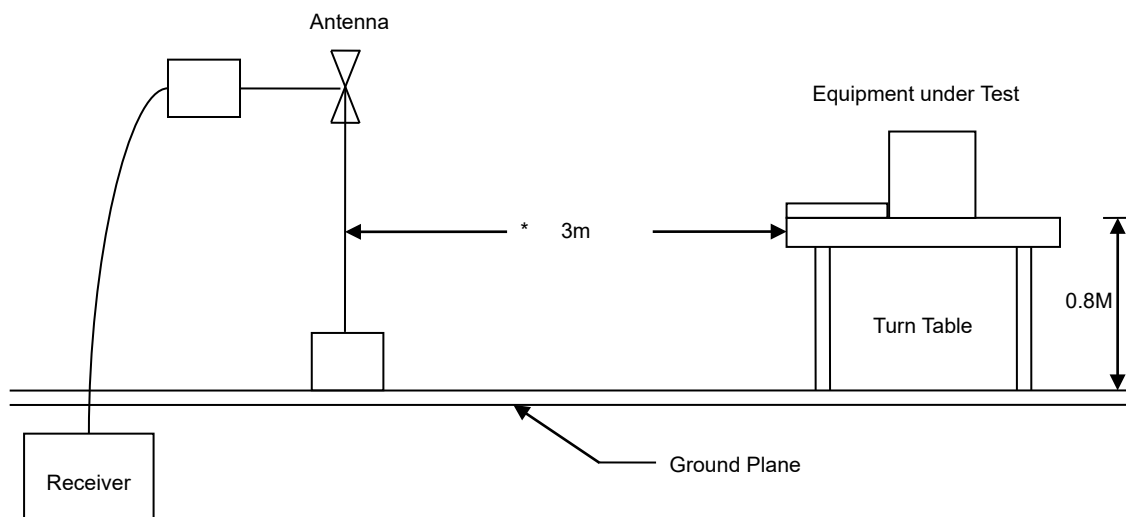 Antenna
Equipment under Test
* 3m
0.8M
Turn Table
Ground Plane
Receiver